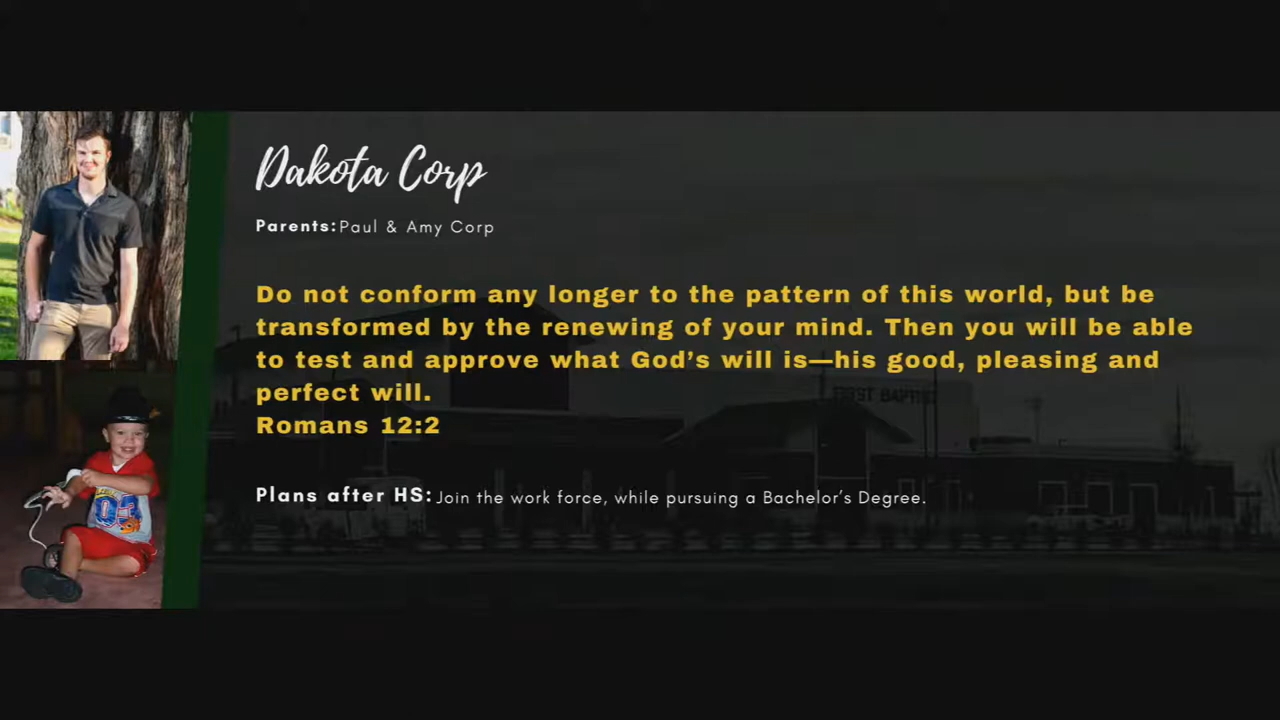 Dakota Corp
Parents: Paul & Amy Corp
Do not conform any longer to the pattern of this world, but be
transformed by the renewing of your mind. Then you will be able
to test and approve what God's will is—his good, pleasing and
perfect will.
Romans 12:2
Plans after HS: Join the work force, while pursuing a Bachelor's Degree.
FIRST BAPTIST
03